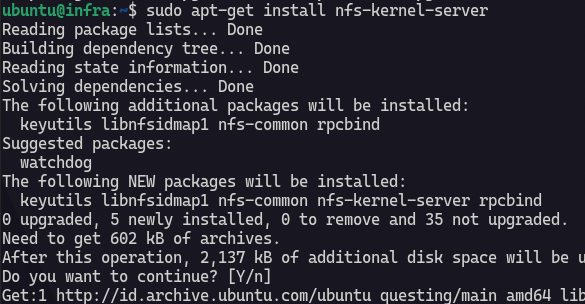 ubuntu@infra:~$ sudo apt-get install nfs-kernel-server
Reading package lists... Done
Building dependency tree... Done
Reading state information... Done
Solving dependencies... Done
The following additional packages will be installed:
  keyutils libnfsidmap1 nfs-common rpcbind
Suggested packages:
  watchdog
The following NEW packages will be installed:
  keyutils libnfsidmap1 nfs-common nfs-kernel-server rpcbind
0 upgraded, 5 newly installed, 0 to remove and 35 not upgraded.
Need to get 602 kB of archives.
After this operation, 2,137 kB of additional disk space will be u
Do you want to continue? [Y/n]
Get:1 http://id.archive.ubuntu.com/ubuntu questing/main amd64 lib